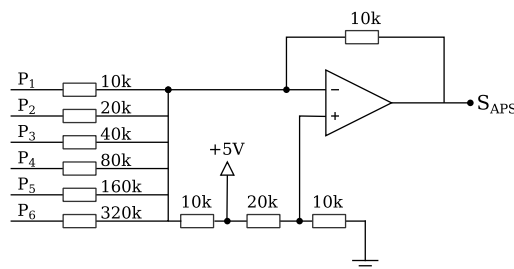 10k
P1 10k
P2 20k
P3 40k
P4 80k
P5 160k
P6 320k
−
+
+5V
10k 20k 10k
SAPS